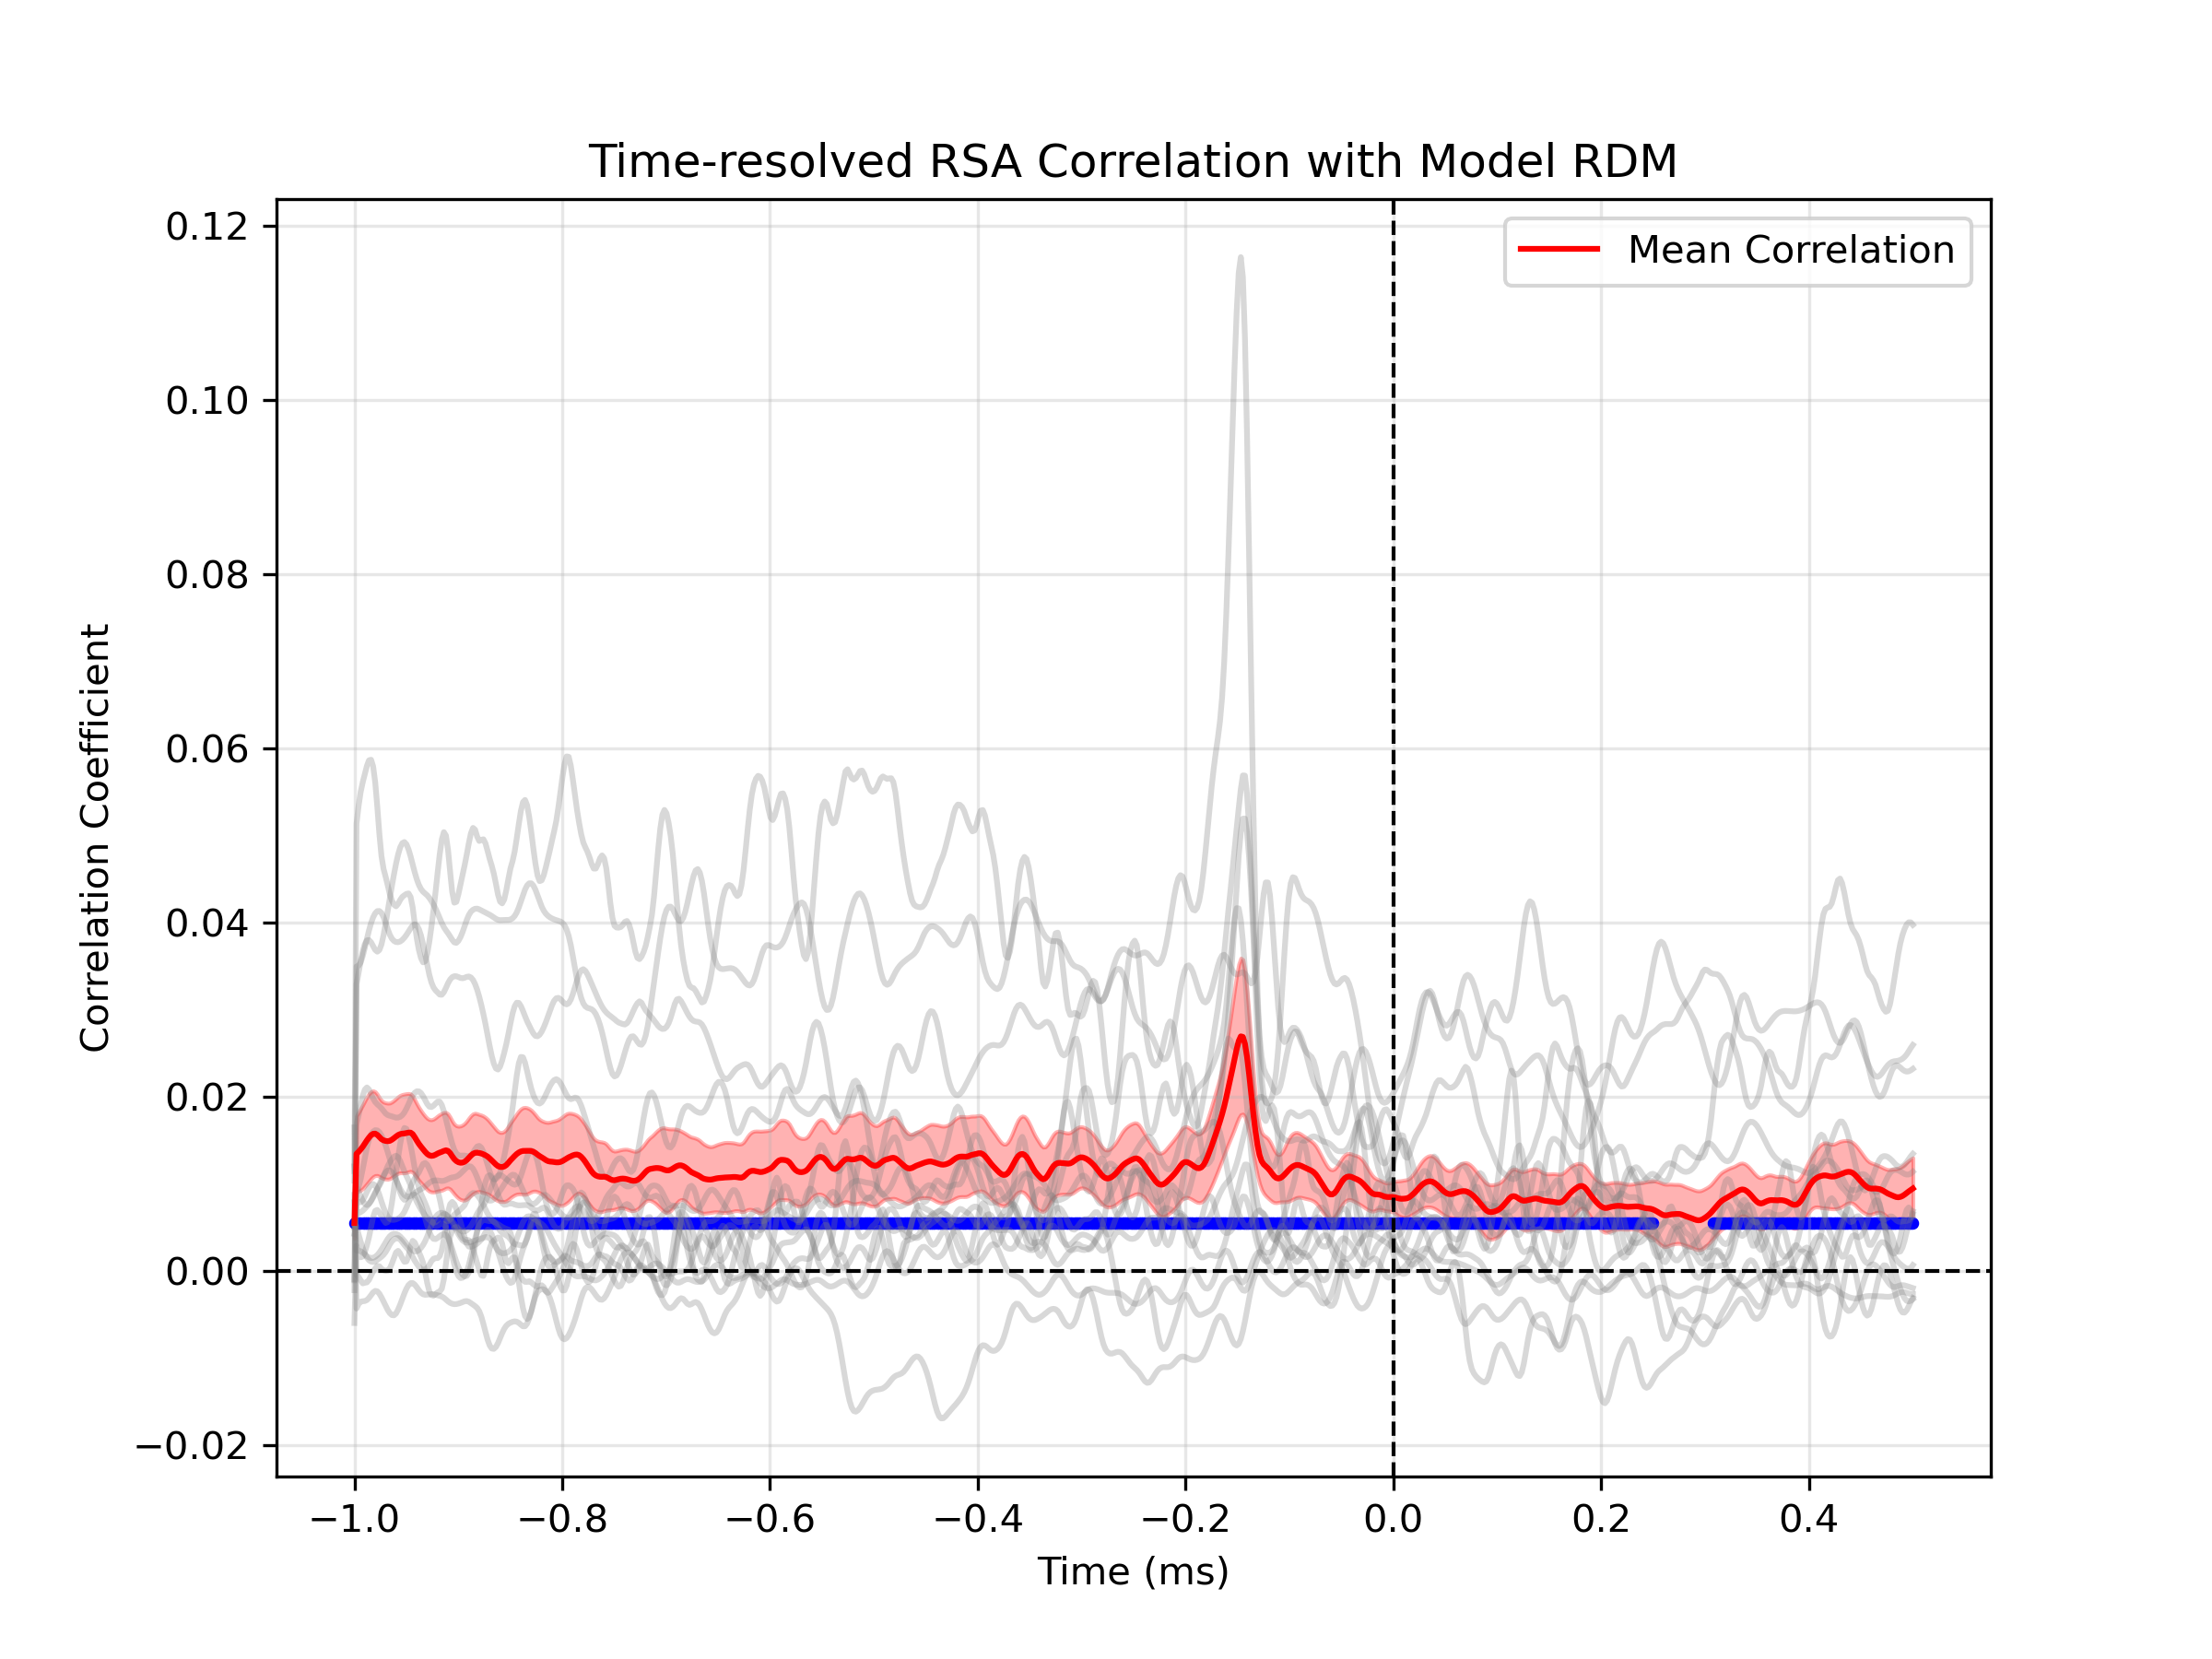 Time-resolved RSA Correlation with Model RDM
Mean Correlation
Correlation Coefficient
0.12
0.10
0.08
0.06
0.04
0.02
0.00
−0.02
−1.0 −0.8 −0.6 −0.4 −0.2 0.0 0.2 0.4
Time (ms)